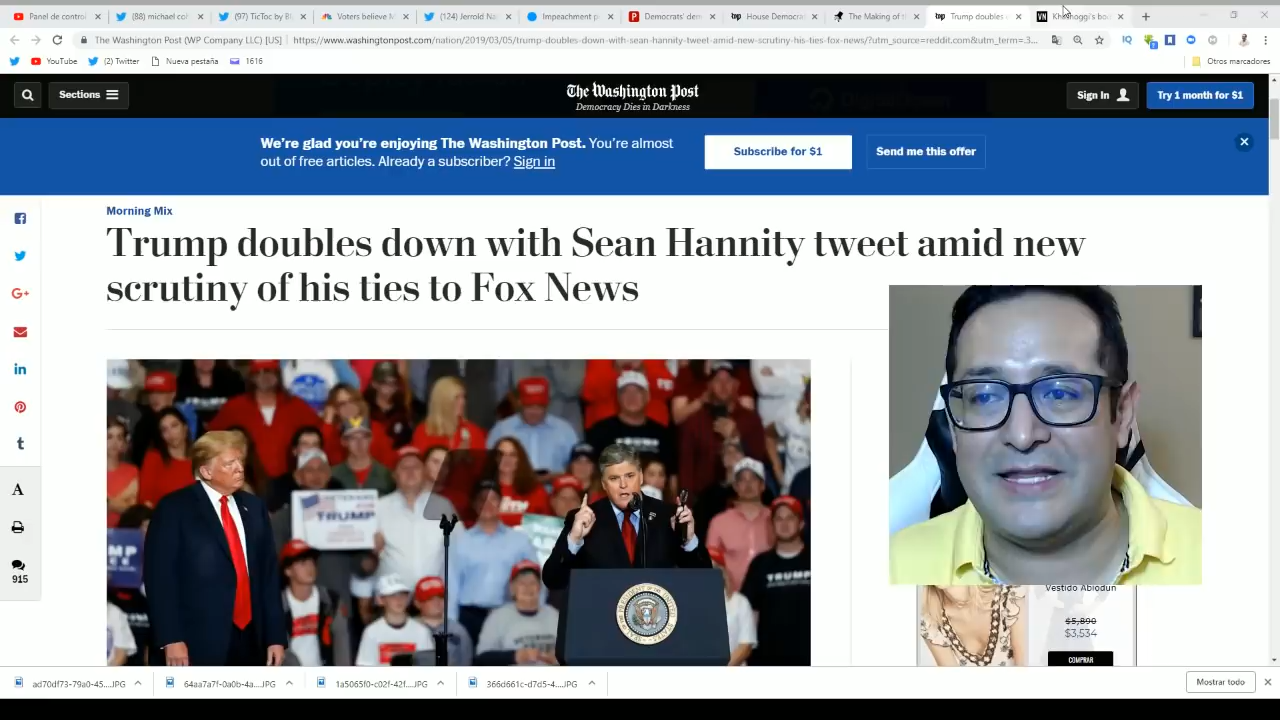 Panel de control
(88) michael col
(97) TicToc by Bl
Voters believe M
(124) Jerrold Na
Impeachment p
Democrats' dem
House Democra
The Making of t
Trump doubles
Khashoggi's bod
The Washington Post (WP Company LLC) [US]
https://www.washingtonpost.com/nation/2019/03/05/trump-doubles-down-with-sean-hannity-tweet-amid-new-scrutiny-his-ties-fox-news/?utm_source=reddit.com&utm_term=.3...
YouTube
(2) Twitter
Nueva pestaña
1616
Otros marcadores
Sections
The Washington Post
Democracy Dies in Darkness
Sign In
Try 1 month for $1
We're glad you're enjoying The Washington Post. You're almost
out of free articles. Already a subscriber? Sign in
Subscribe for $1
Send me this offer
Morning Mix
Trump doubles down with Sean Hannity tweet amid new
scrutiny of his ties to Fox News
A
915
TRUMP
TRUMP
Vestido Abiodun
$5,890
$3,534
COMPRAR
ad70df73-79a0-45....JPG
64aa7a7f-0a0b-4a....JPG
1a5065f0-c02f-42f....JPG
366d661c-d7d5-4....JPG
Mostrar todo